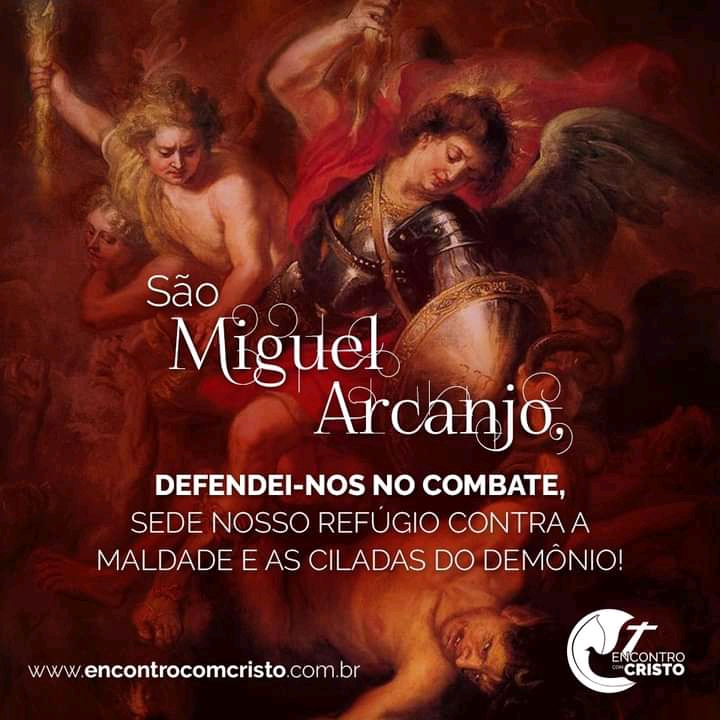 São
Miguel
Arcanjo,
DEFENDEI-NOS NO COMBATE,
SEDE NOSSO REFÚGIO CONTRA A
MALDADE E AS CILADAS DO DEMÔNIO!
www.encontrocomcristo.com.br
ENCONTRO
COM CRISTO